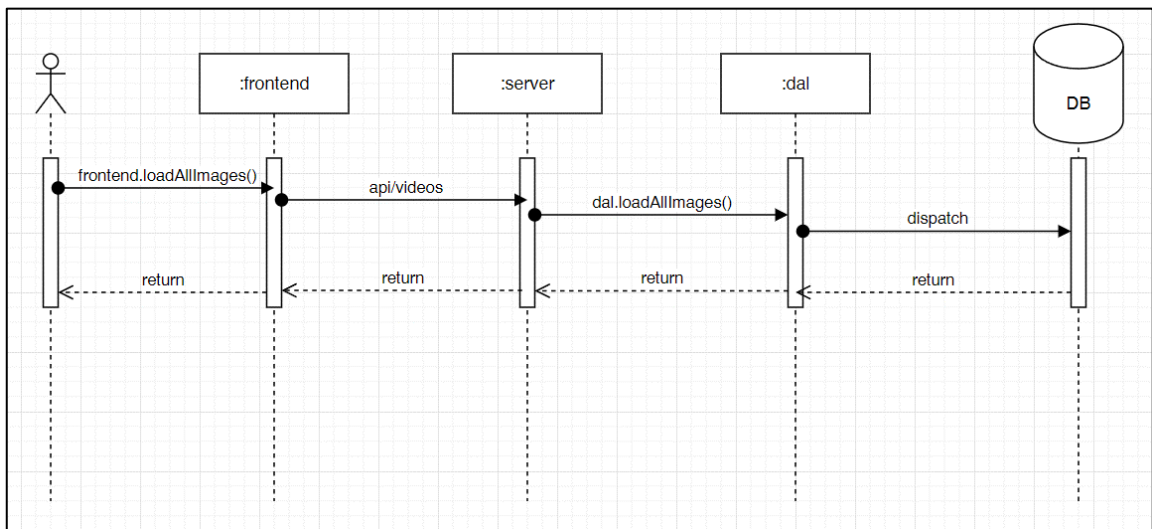 :frontend
:server
:dal
DB
frontend.loadAllImages()
api/videos
dal.loadAllImages()
dispatch
return
return
return
return